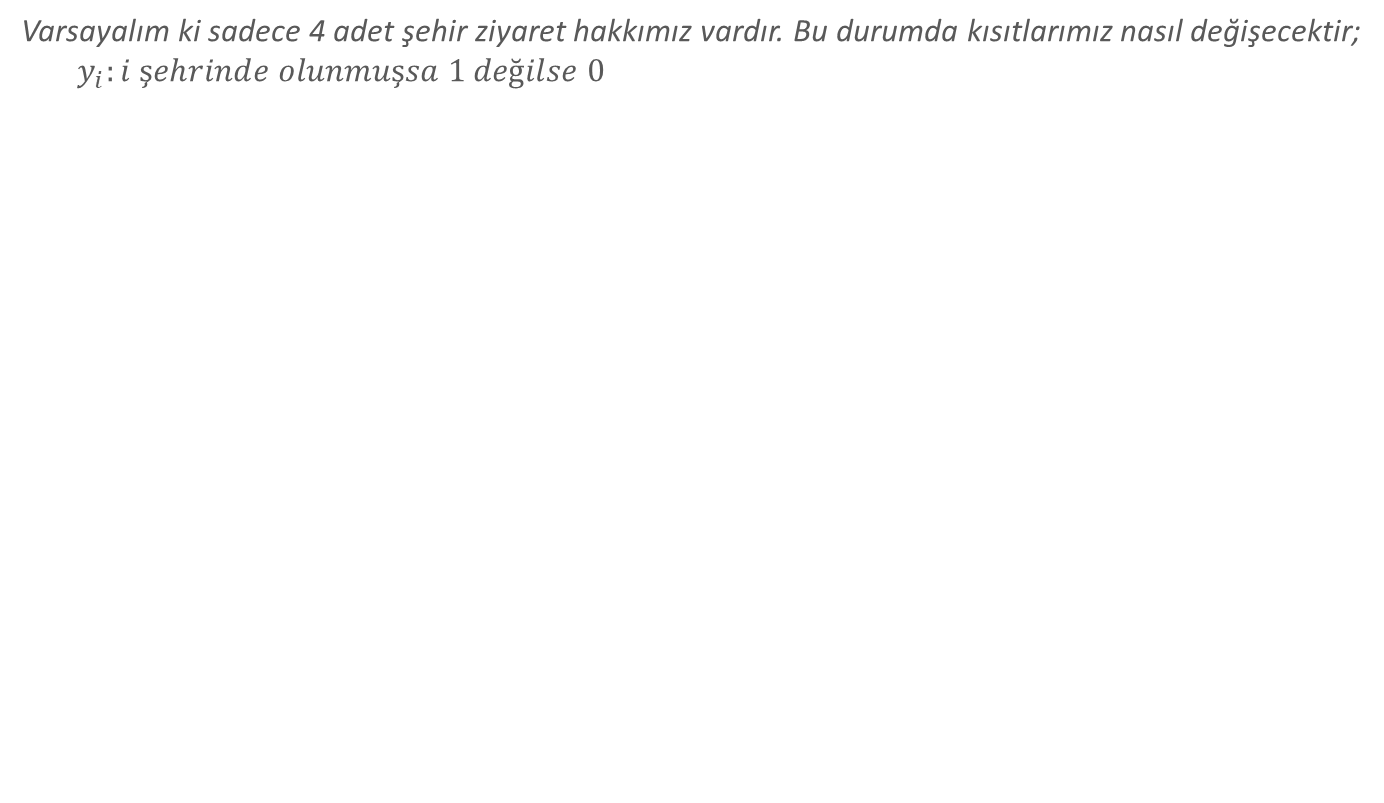 Varsayalım ki sadece 4 adet şehir ziyaret hakkımız vardır. Bu durumda kısıtlarımız nasıl değişecektir;
yᵢ: i şehrinde olunmuşsa 1 değilse 0